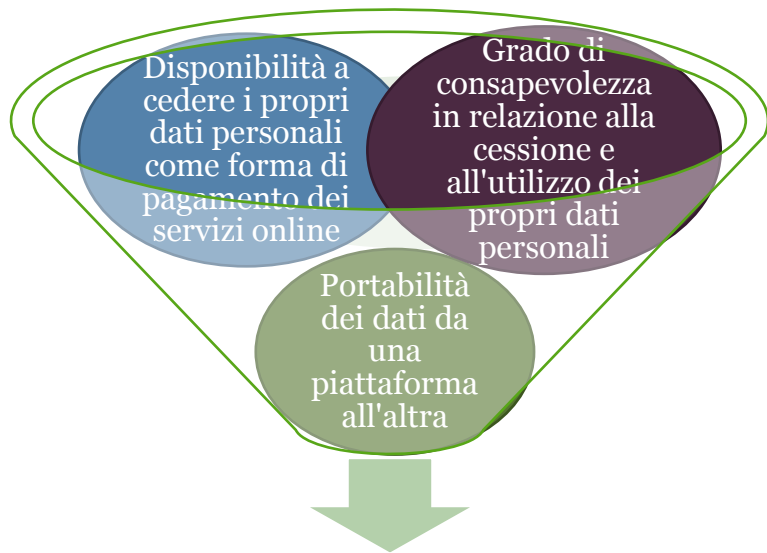 Disponibilità a
cedere i propri
dati personali
come forma di
pagamento dei
servizi online
Grado di
consapevolezza
in relazione alla
cessione e
all'utilizzo dei
propri dati
personali
Portabilità
dei dati da
una
piattaforma
all'altra